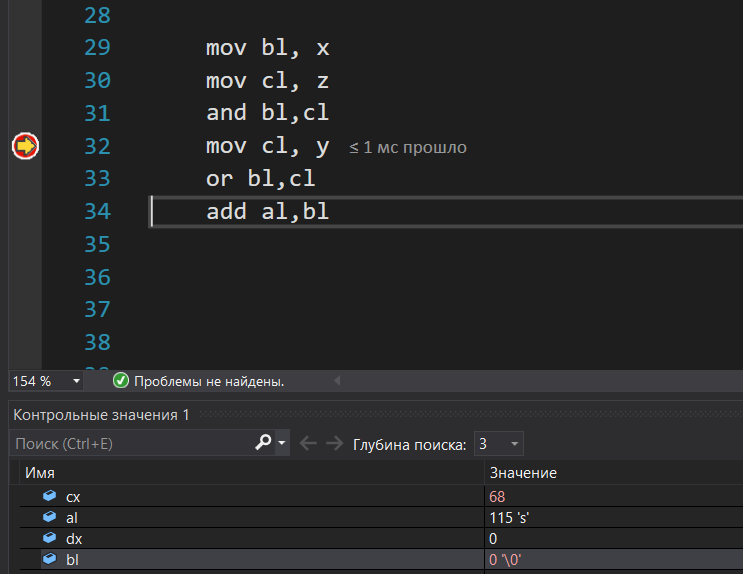 28
29 mov bl, x
30 mov cl, z
31 and bl,cl
32 mov cl, y ≤ 1 мс прошло
33 or bl,cl
34 add al,bl
35
36
37
38
154 % Проблемы не найдены.
Контрольные значения 1
Поиск (Ctrl+E) Глубина поиска: 3
Имя Значение
cx 68
al 115 's'
dx 0
bl 0 '\0'